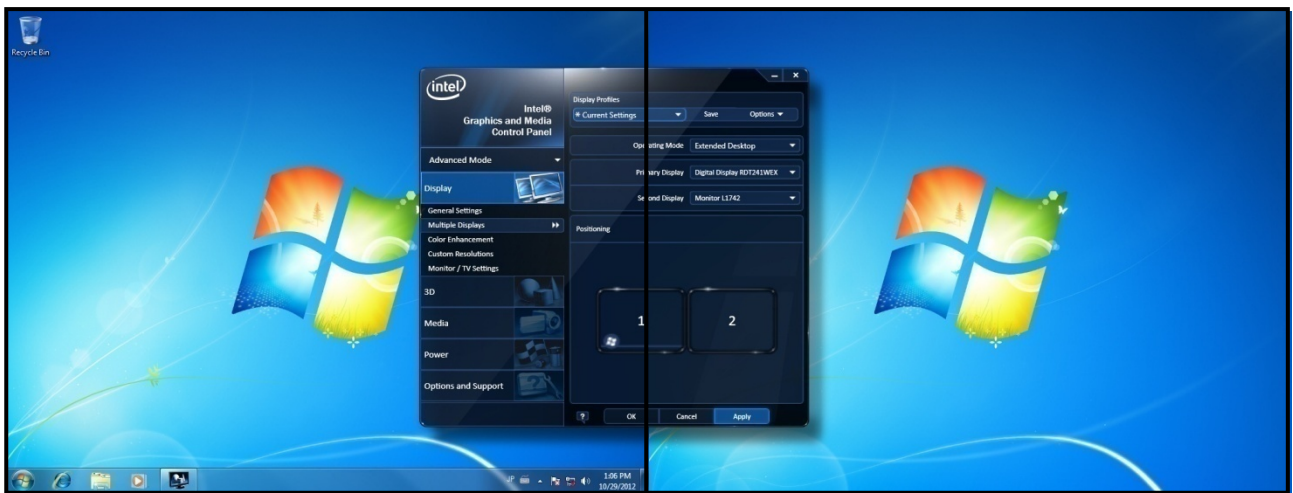 Recycle Bin
intel
Intel®
Graphics and Media
Control Panel
Advanced Mode
Display
General Settings
Multiple Displays
Color Enhancement
Custom Resolutions
Monitor / TV Settings
3D
Media
Power
Options and Support
Display Profiles
* Current Settings
Save
Options
Operating Mode
Extended Desktop
Primary Display
Digital Display RDT241WEX
Second Display
Monitor L1742
Positioning
1
2
?
OK
Cancel
Apply
JP
1:06 PM
10/29/2012